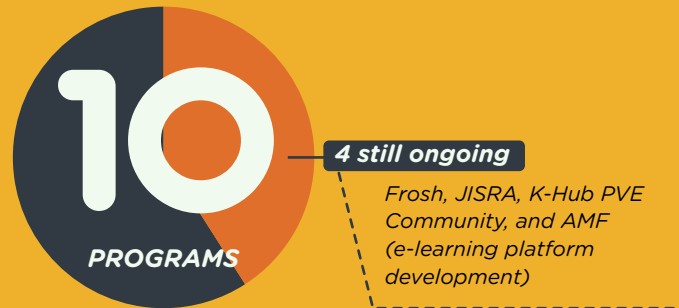 10
PROGRAMS
4 still ongoing
Frosh, JISRA, K-Hub PVE
Community, and AMF
(e-learning platform
development)